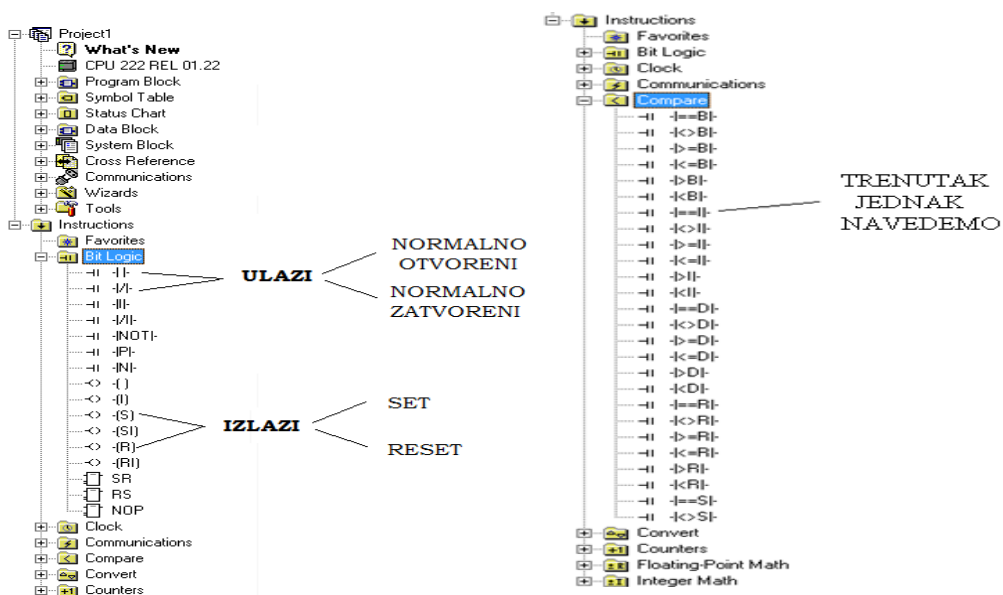 Project1
What's New
CPU 222 REL 01.22
Program Block
Symbol Table
Status Chart
Data Block
System Block
Cross Reference
Communications
Wizards
Tools
Instructions
Favorites
Bit Logic
-| |-
-|/|-
-|I|-
-|/I|-
-|NOT|-
-|P|-
-|N|-
-( )
-(I)
-(S)
-(SI)
-(R)
-(RI)
SR
RS
NOP
Clock
Communications
Compare
Convert
Counters
ULAZI
NORMALNO
OTVORENI
NORMALNO
ZATVORENI
IZLAZI
SET
RESET
Instructions
Favorites
Bit Logic
Clock
Communications
Compare
-|==B|-
-|<>B|-
-|>=B|-
-|<=B|-
-|>B|-
-|<B|-
-|==I|-
-|<>I|-
-|>=I|-
-|<=I|-
-|>I|-
-|<I|-
-|==D|-
-|<>D|-
-|>=D|-
-|<=D|-
-|>D|-
-|<D|-
-|==R|-
-|<>R|-
-|>=R|-
-|<=R|-
-|>R|-
-|<R|-
-|==S|-
-|<>S|-
Convert
Counters
Floating-Point Math
Integer Math
TRENUTAK
JEDNAK
NAVEDEMO